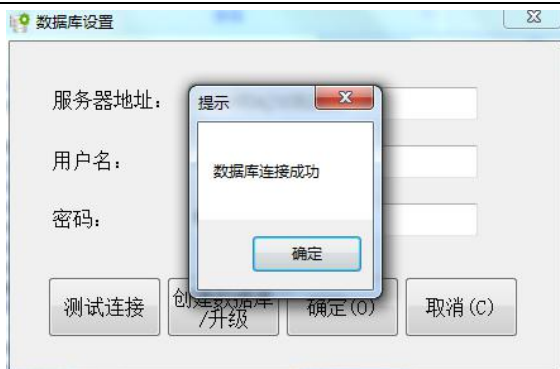 数据库设置
服务器地址:
提示
用户名:
数据库连接成功
密码:
确定
测试连接
创建数据库
/升级
确定(O)
取消(C)